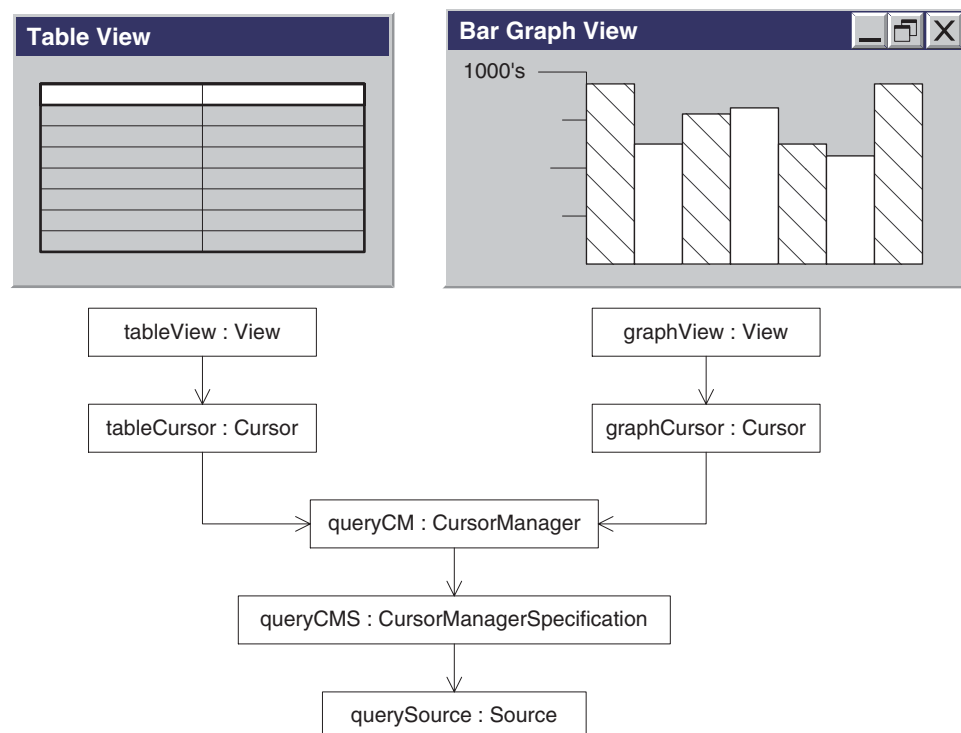 Table View
Bar Graph View
1000's
tableView : View
graphView : View
tableCursor : Cursor
graphCursor : Cursor
queryCM : CursorManager
queryCMS : CursorManagerSpecification
querySource : Source